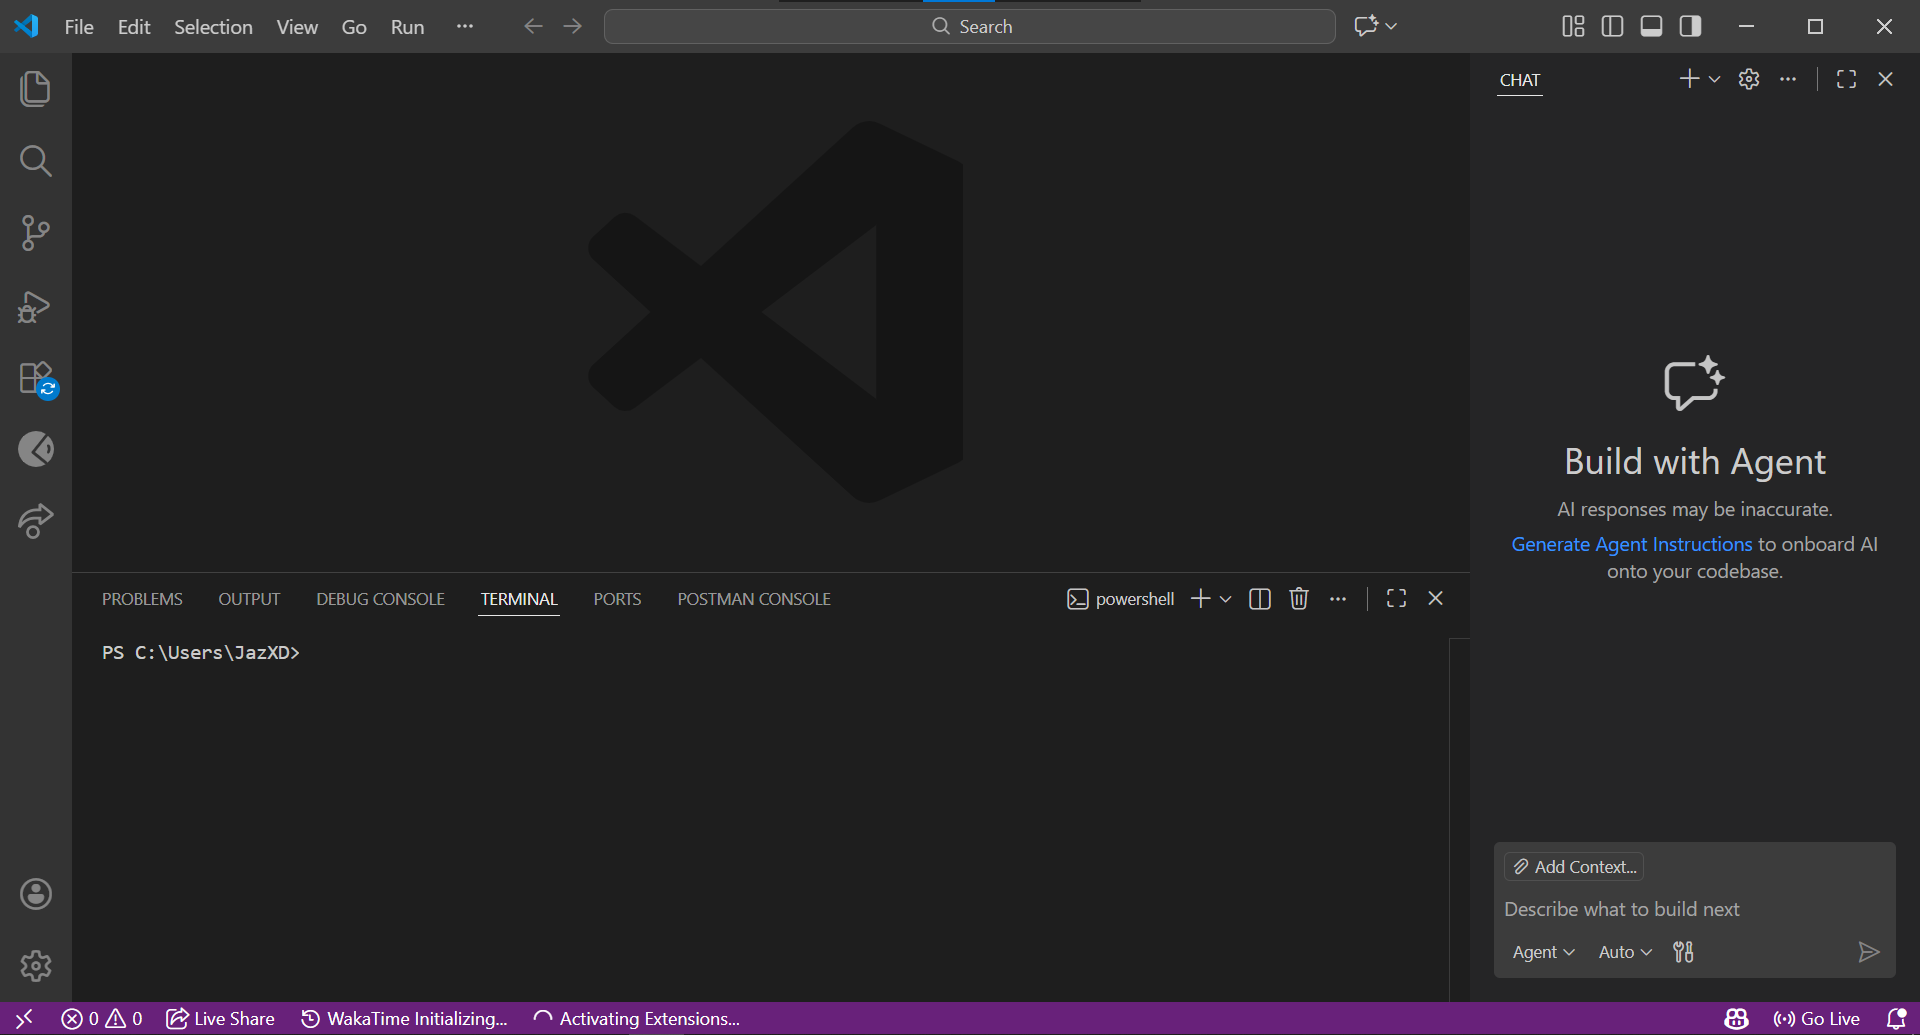 File Edit Selection View Go Run ··· Search
CHAT
Build with Agent
AI responses may be inaccurate.
Generate Agent Instructions to onboard AI
onto your codebase.
PROBLEMS OUTPUT DEBUG CONSOLE TERMINAL PORTS POSTMAN CONSOLE powershell
PS C:\Users\JazXD>
Add Context...
Describe what to build next
Agent Auto
0 0 Live Share WakaTime Initializing... Activating Extensions... Go Live